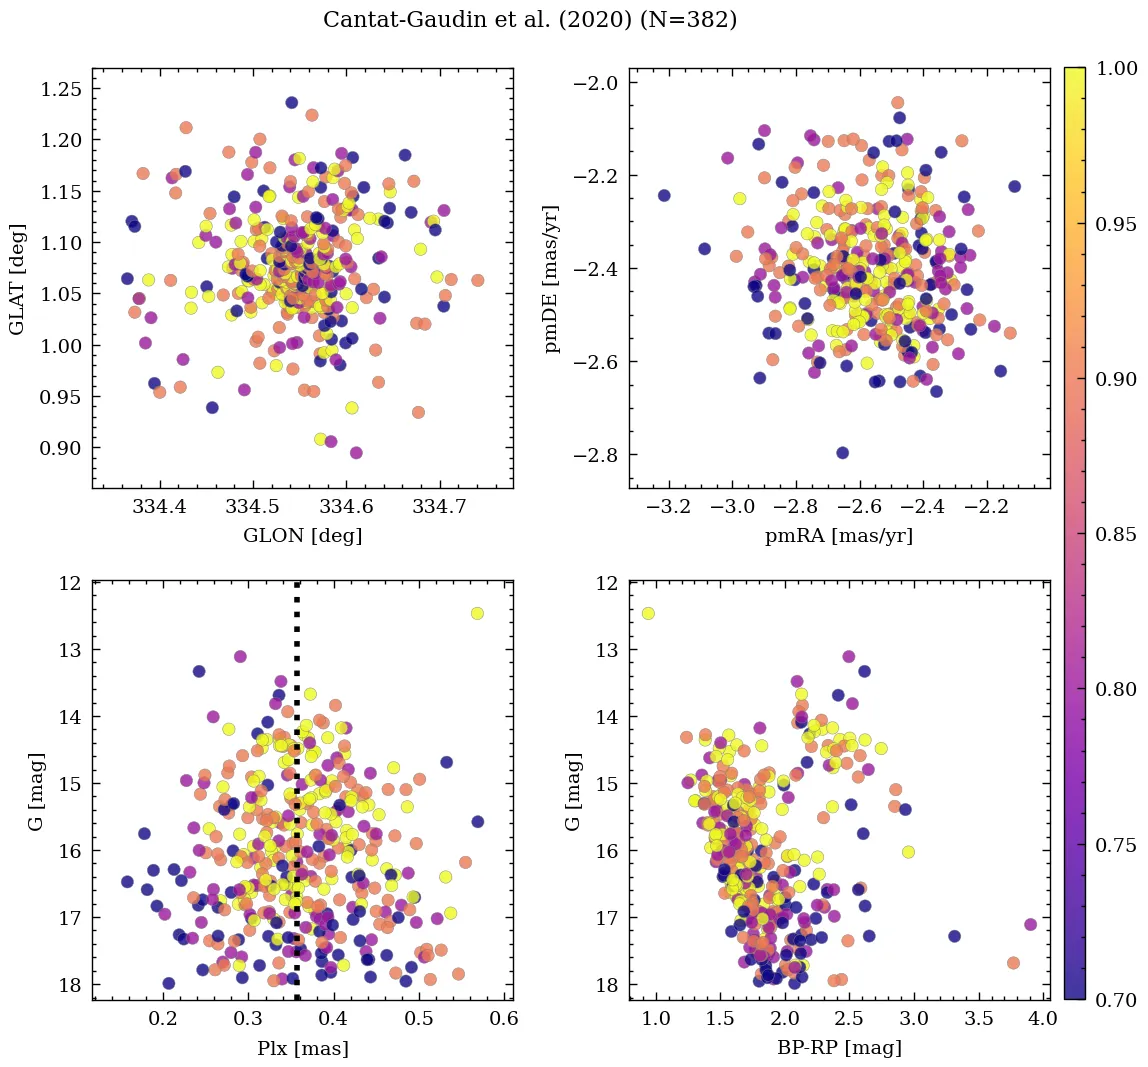 Cantat-Gaudin et al. (2020) (N=382)
1.25
1.20
1.15
1.10
1.05
1.00
0.95
0.90
GLAT [deg]
334.4 334.5 334.6 334.7
GLON [deg]
−2.0
−2.2
−2.4
−2.6
−2.8
pmDE [mas/yr]
−3.2 −3.0 −2.8 −2.6 −2.4 −2.2
pmRA [mas/yr]
12
13
14
15
16
17
18
G [mag]
0.2 0.3 0.4 0.5 0.6
Plx [mas]
12
13
14
15
16
17
18
G [mag]
1.0 1.5 2.0 2.5 3.0 3.5 4.0
BP-RP [mag]
1.00
0.95
0.90
0.85
0.80
0.75
0.70